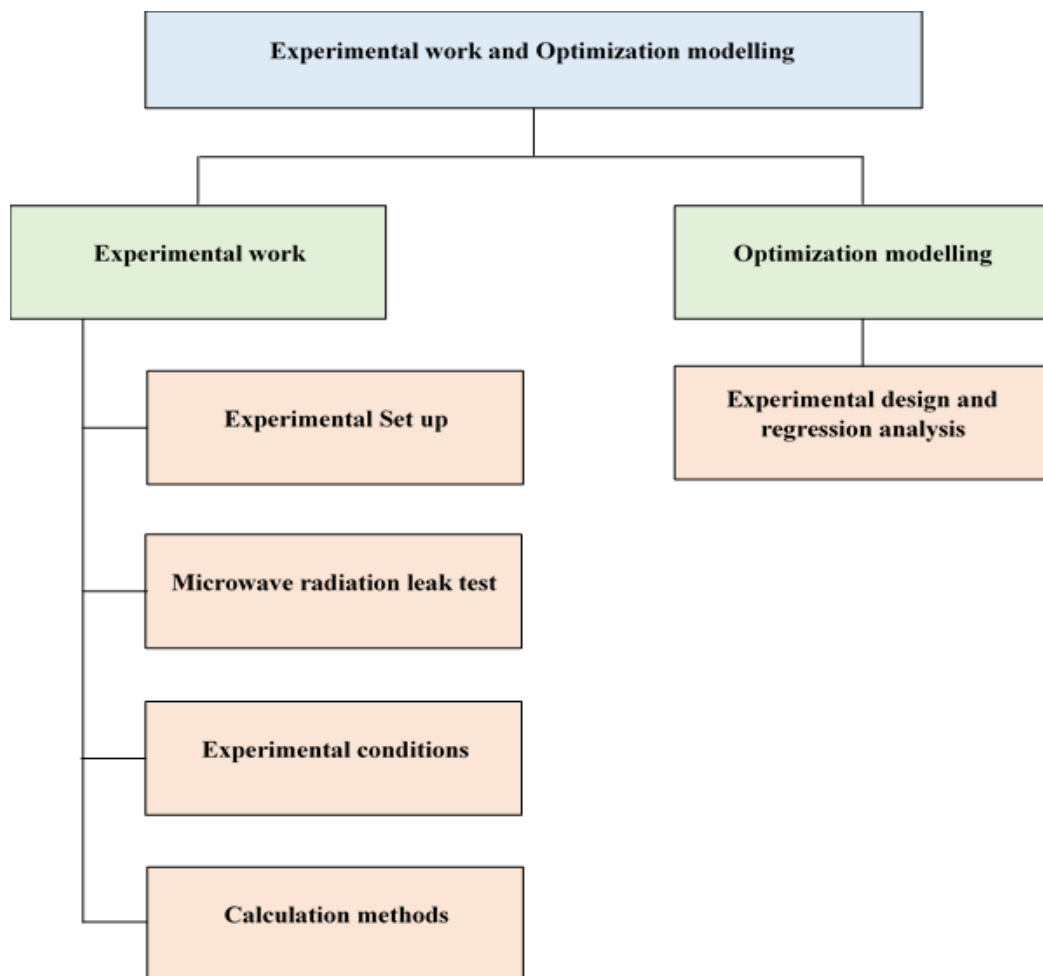 Experimental work and Optimization modelling
Experimental work
Optimization modelling
Experimental Set up
Experimental design and
regression analysis
Microwave radiation leak test
Experimental conditions
Calculation methods